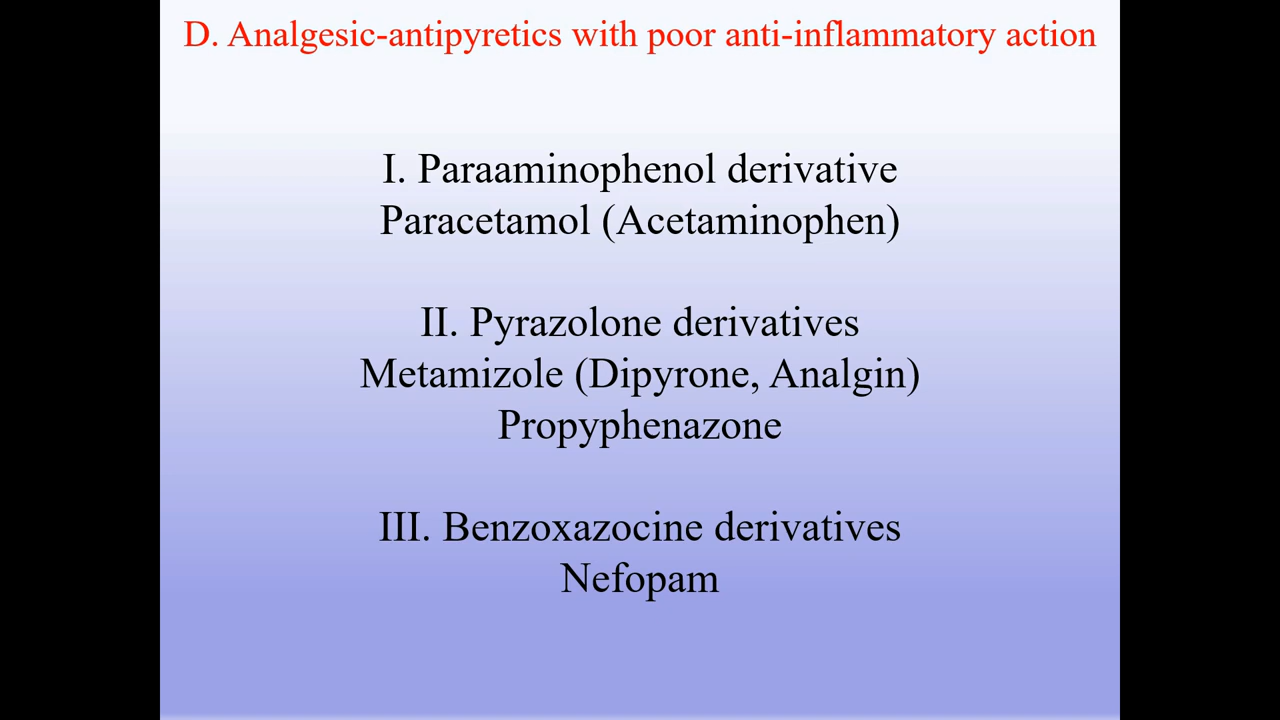 D. Analgesic-antipyretics with poor anti-inflammatory action
I. Paraaminophenol derivative
Paracetamol (Acetaminophen)
II. Pyrazolone derivatives
Metamizole (Dipyrone, Analgin)
Propyphenazone
III. Benzoxazocine derivatives
Nefopam